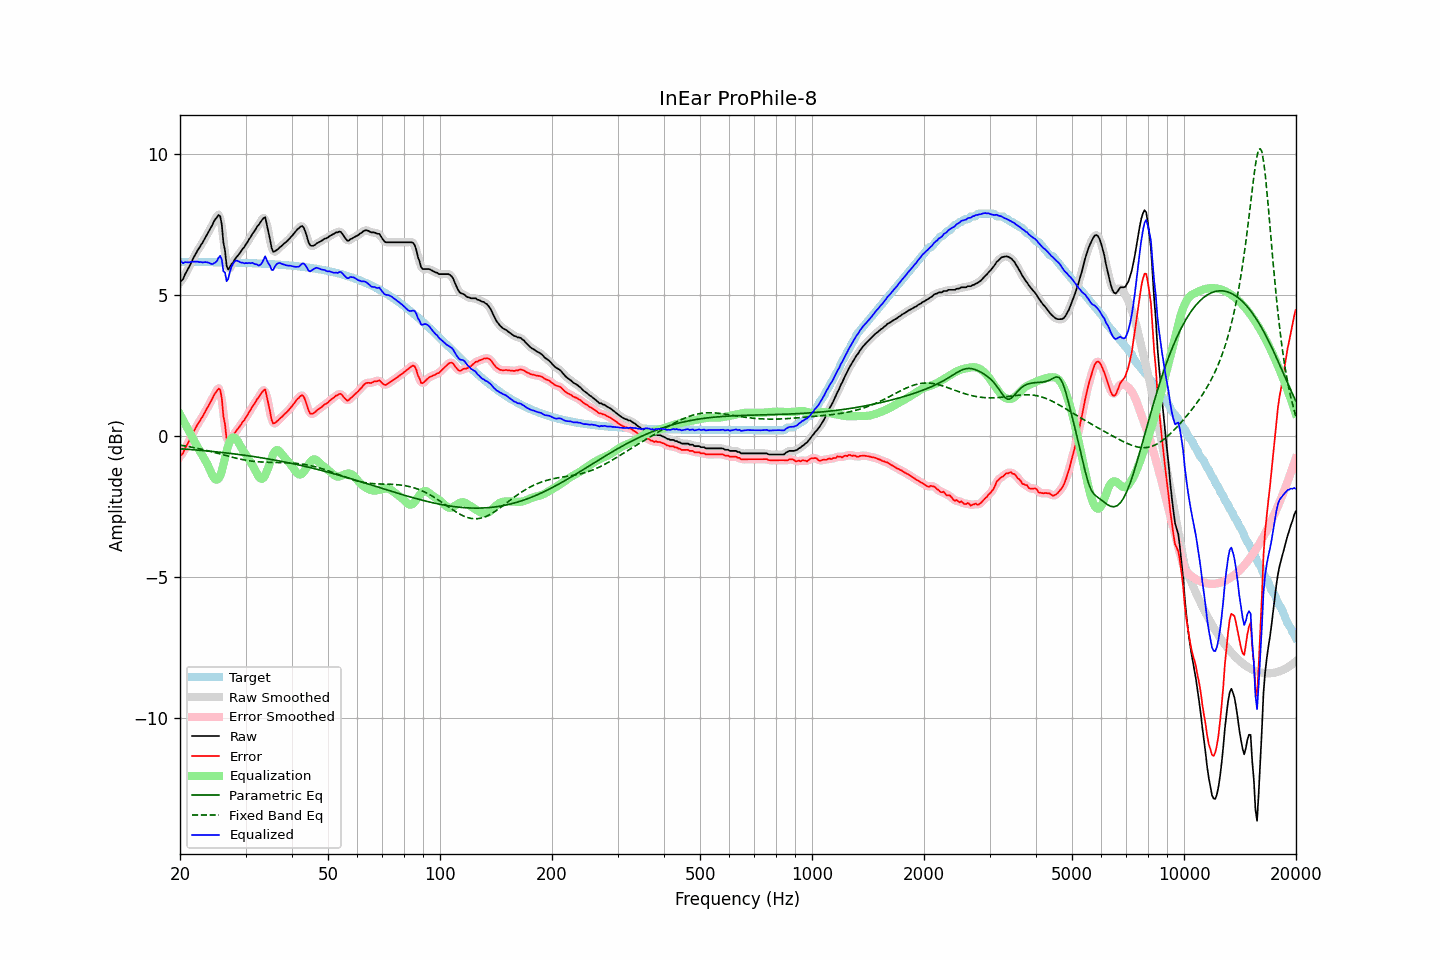 InEar ProPhile-8
Amplitude (dBr)
10
5
0
−5
−10
Target
Raw Smoothed
Error Smoothed
Raw
Error
Equalization
Parametric Eq
Fixed Band Eq
Equalized
20 50 100 200 500 1000 2000 5000 10000 20000
Frequency (Hz)